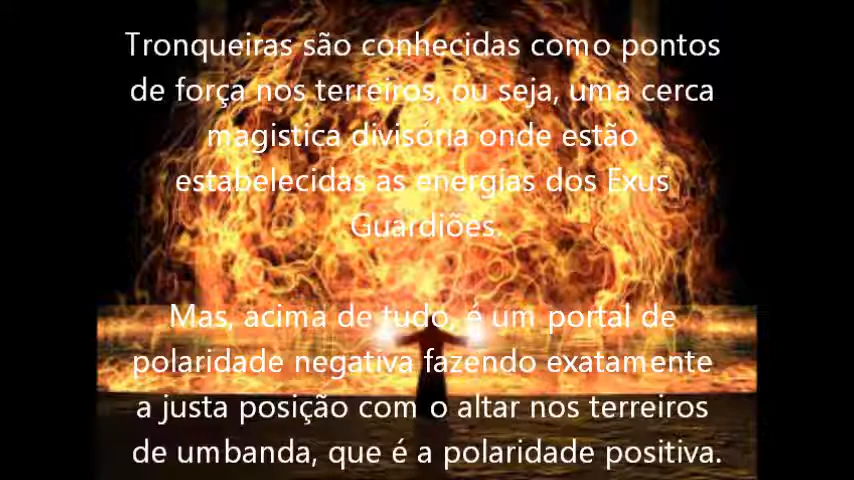 Tronqueiras são conhecidas como pontos
de força nos terreiros, ou seja, uma cerca
magistica divisória onde estão
estabelecidas as energias dos Exus
Guardiões.
Mas, acima de tudo, é um portal de
polaridade negativa fazendo exatamente
a justa posição com o altar nos terreiros
de umbanda, que é a polaridade positiva.